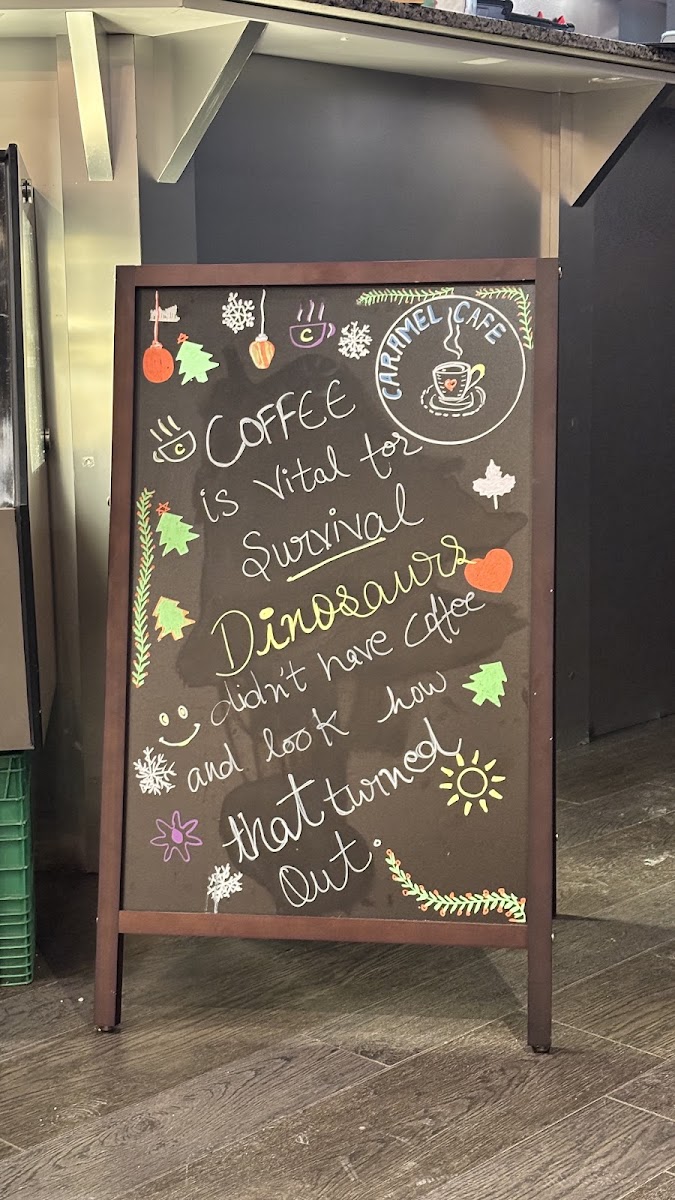 CARAMEL CAFE
C
C
COFFEE
is Vital for
Survival
Dinosaurs
didn't have coffee
and look how
that turned
Out.